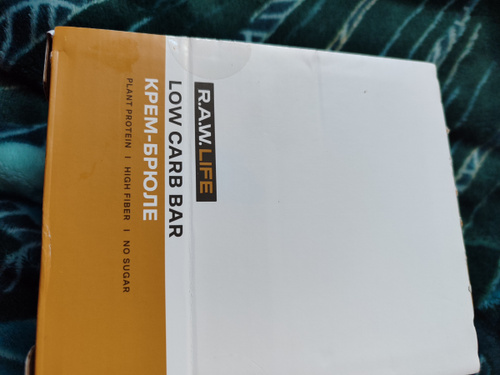 R.A.W. LIFE
LOW CARB BAR
КРЕМ-БРЮЛЕ
PLANT PROTEIN I HIGH FIBER I NO SUGAR